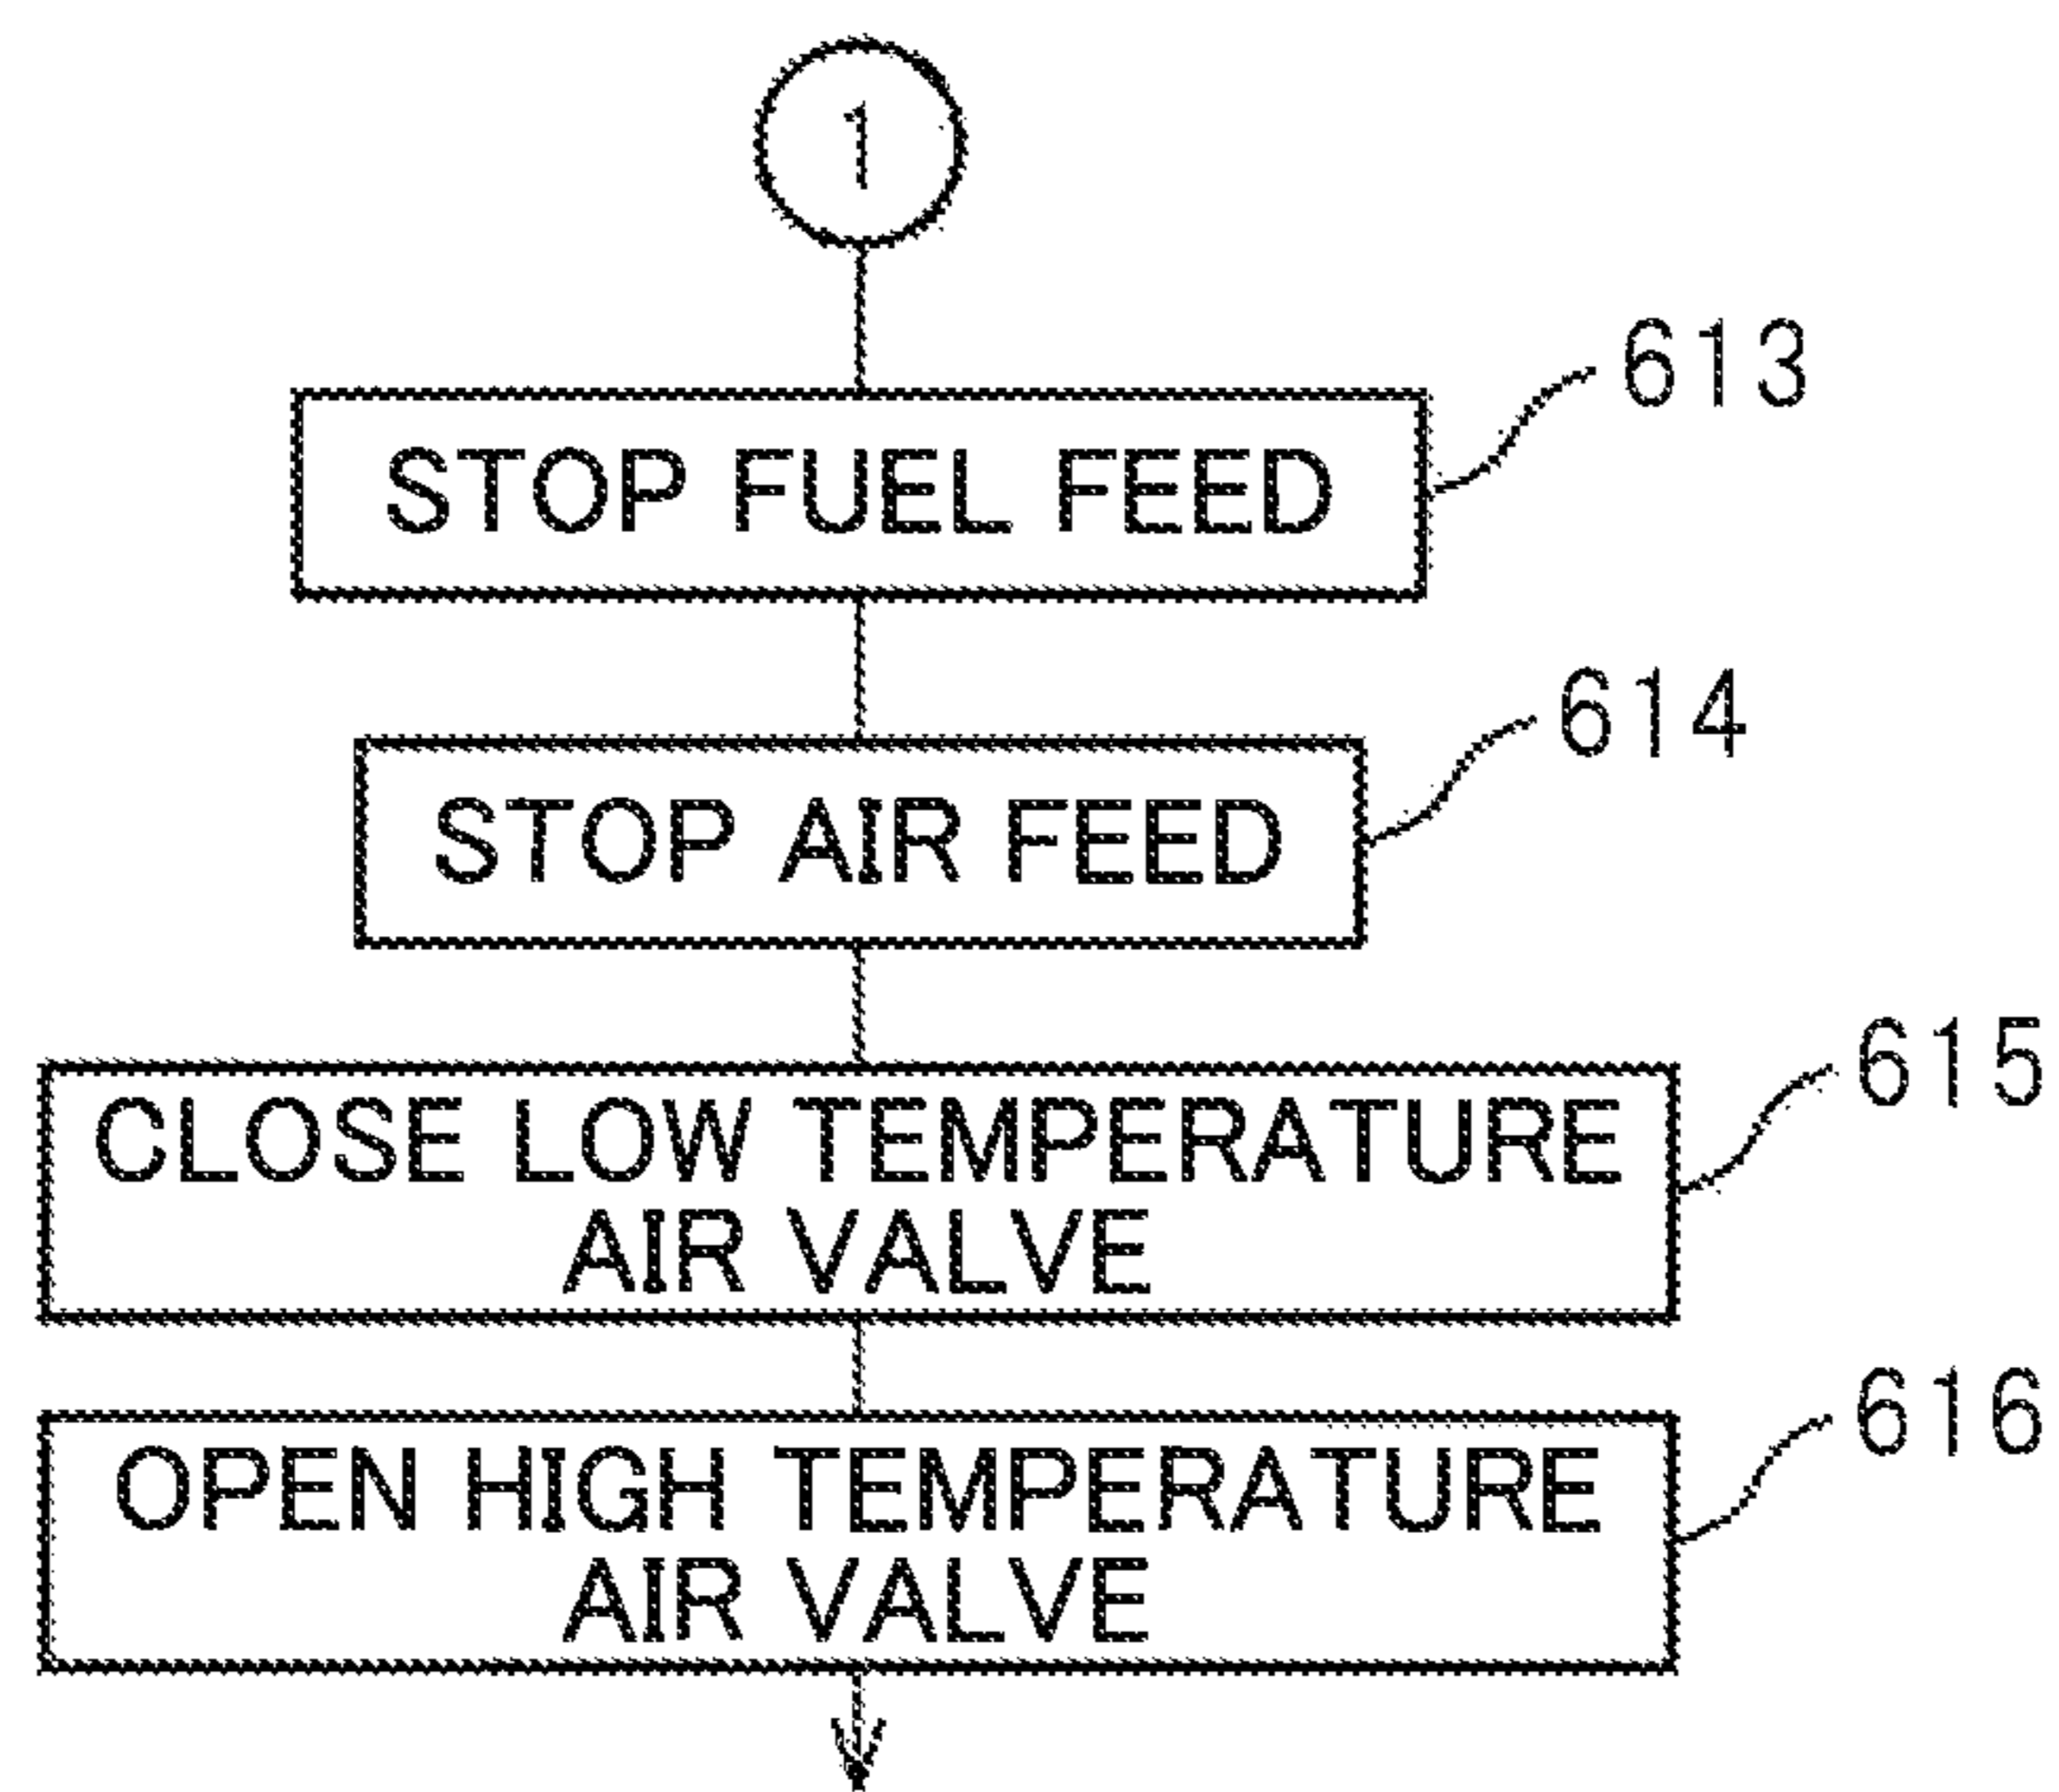 1
613
STOP FUEL FEED
614
STOP AIR FEED
615
CLOSE LOW TEMPERATURE
AIR VALVE
616
OPEN HIGH TEMPERATURE
AIR VALVE